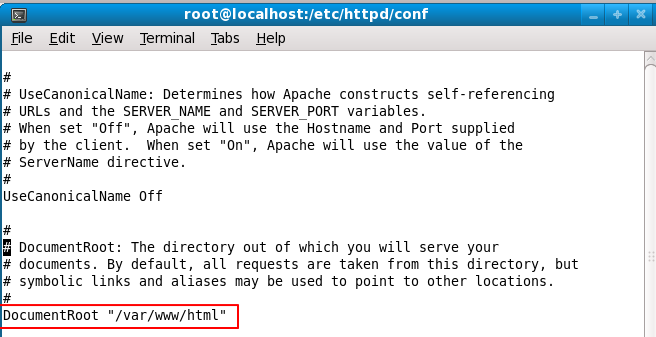 root@localhost:/etc/httpd/conf
File Edit View Terminal Tabs Help
#
# UseCanonicalName: Determines how Apache constructs self-referencing
# URLs and the SERVER_NAME and SERVER_PORT variables.
# When set "Off", Apache will use the Hostname and Port supplied
# by the client.  When set "On", Apache will use the value of the
# ServerName directive.
#
UseCanonicalName Off
#
# DocumentRoot: The directory out of which you will serve your
# documents. By default, all requests are taken from this directory, but
# symbolic links and aliases may be used to point to other locations.
#
DocumentRoot "/var/www/html"